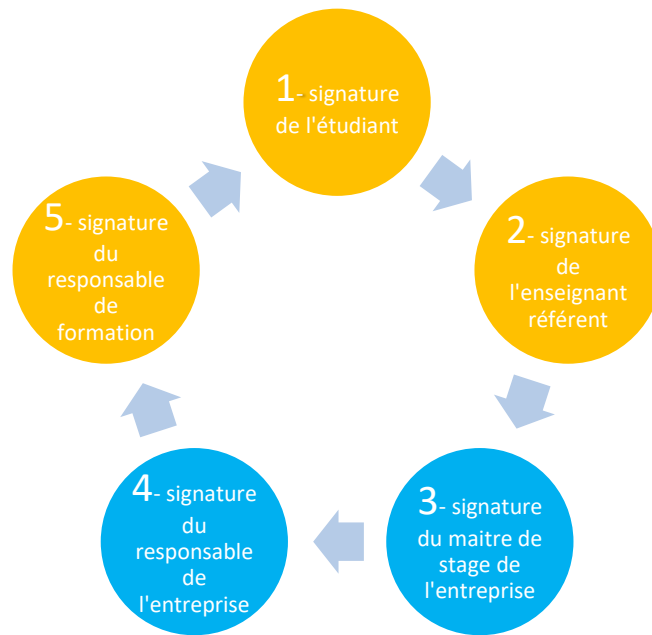 1- signature
de l'étudiant
2- signature
de
l'enseignant
référent
3- signature
du maitre de
stage de
l'entreprise
4- signature
du
responsable
de
l'entreprise
5- signature
du
responsable
de
formation